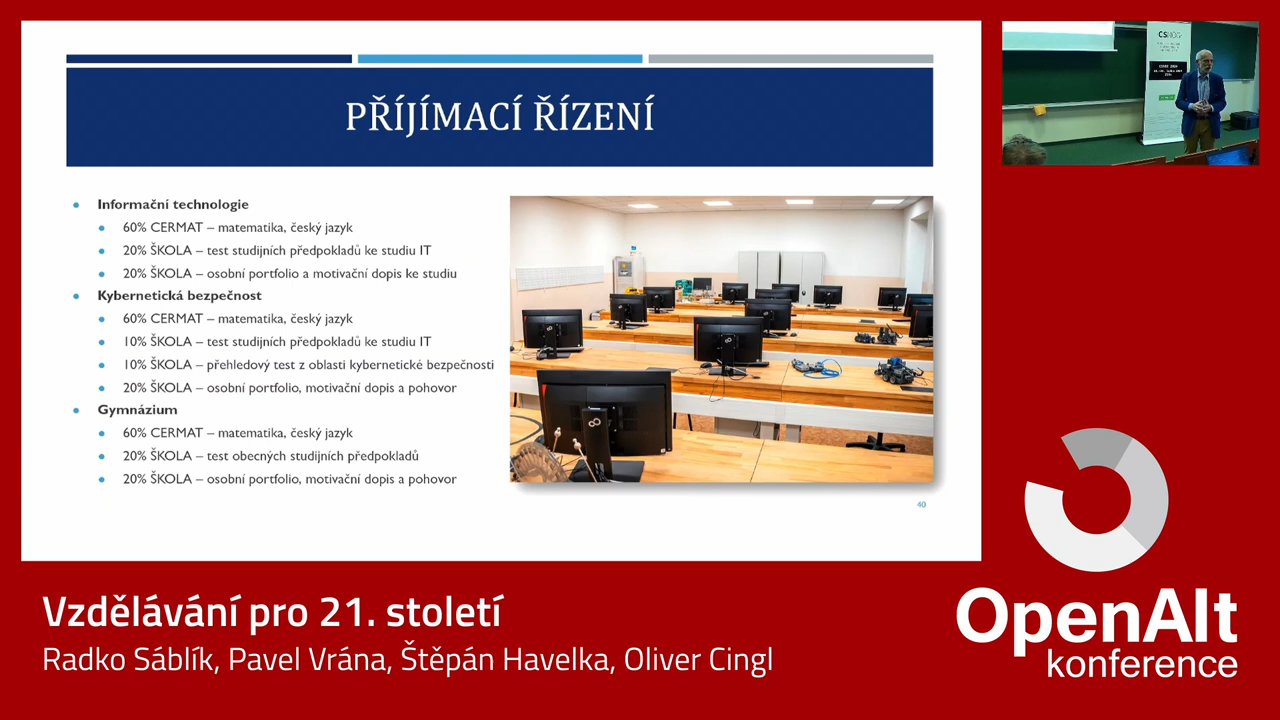 PŘÍJÍMACÍ ŘÍZENÍ
Informační technologie
60% CERMAT – matematika, český jazyk
20% ŠKOLA – test studijních předpokladů ke studiu IT
20% ŠKOLA – osobní portfolio a motivační dopis ke studiu
Kybernetická bezpečnost
60% CERMAT – matematika, český jazyk
10% ŠKOLA – test studijních předpokladů ke studiu IT
10% ŠKOLA – přehledový test z oblasti kybernetické bezpečnosti
20% ŠKOLA – osobní portfolio, motivační dopis a pohovor
Gymnázium
60% CERMAT – matematika, český jazyk
20% ŠKOLA – test obecných studijních předpokladů
20% ŠKOLA – osobní portfolio, motivační dopis a pohovor
40
Vzdělávání pro 21. století
Radko Sáblík, Pavel Vrána, Štěpán Havelka, Oliver Cingl
OpenAlt
konference